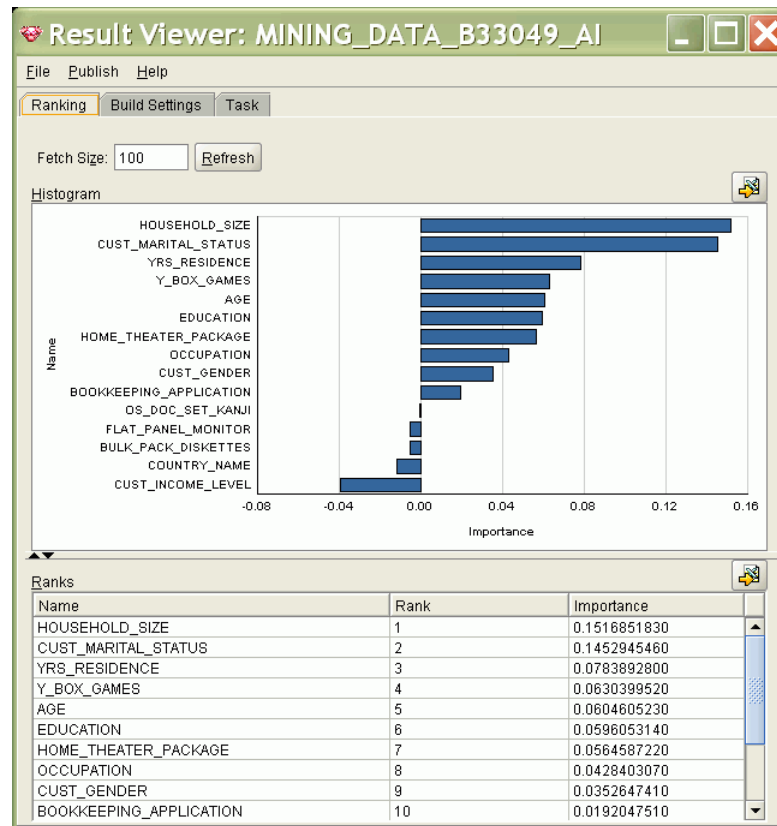 Result Viewer: MINING_DATA_B33049_AI
File Publish Help
Ranking Build Settings Task
Fetch Size: 100 Refresh
Histogram
HOUSEHOLD_SIZE
CUST_MARITAL_STATUS
YRS_RESIDENCE
Y_BOX_GAMES
AGE
EDUCATION
HOME_THEATER_PACKAGE
OCCUPATION
CUST_GENDER
BOOKKEEPING_APPLICATION
OS_DOC_SET_KANJI
FLAT_PANEL_MONITOR
BULK_PACK_DISKETTES
COUNTRY_NAME
CUST_INCOME_LEVEL
Name
-0.08 -0.04 0.00 0.04 0.08 0.12 0.16
Importance
Ranks
Name Rank Importance
HOUSEHOLD_SIZE 1 0.1516851830
CUST_MARITAL_STATUS 2 0.1452945460
YRS_RESIDENCE 3 0.0783892800
Y_BOX_GAMES 4 0.0630399520
AGE 5 0.0604605230
EDUCATION 6 0.0596053140
HOME_THEATER_PACKAGE 7 0.0564587220
OCCUPATION 8 0.0428403070
CUST_GENDER 9 0.0352647410
BOOKKEEPING_APPLICATION 10 0.0192047510